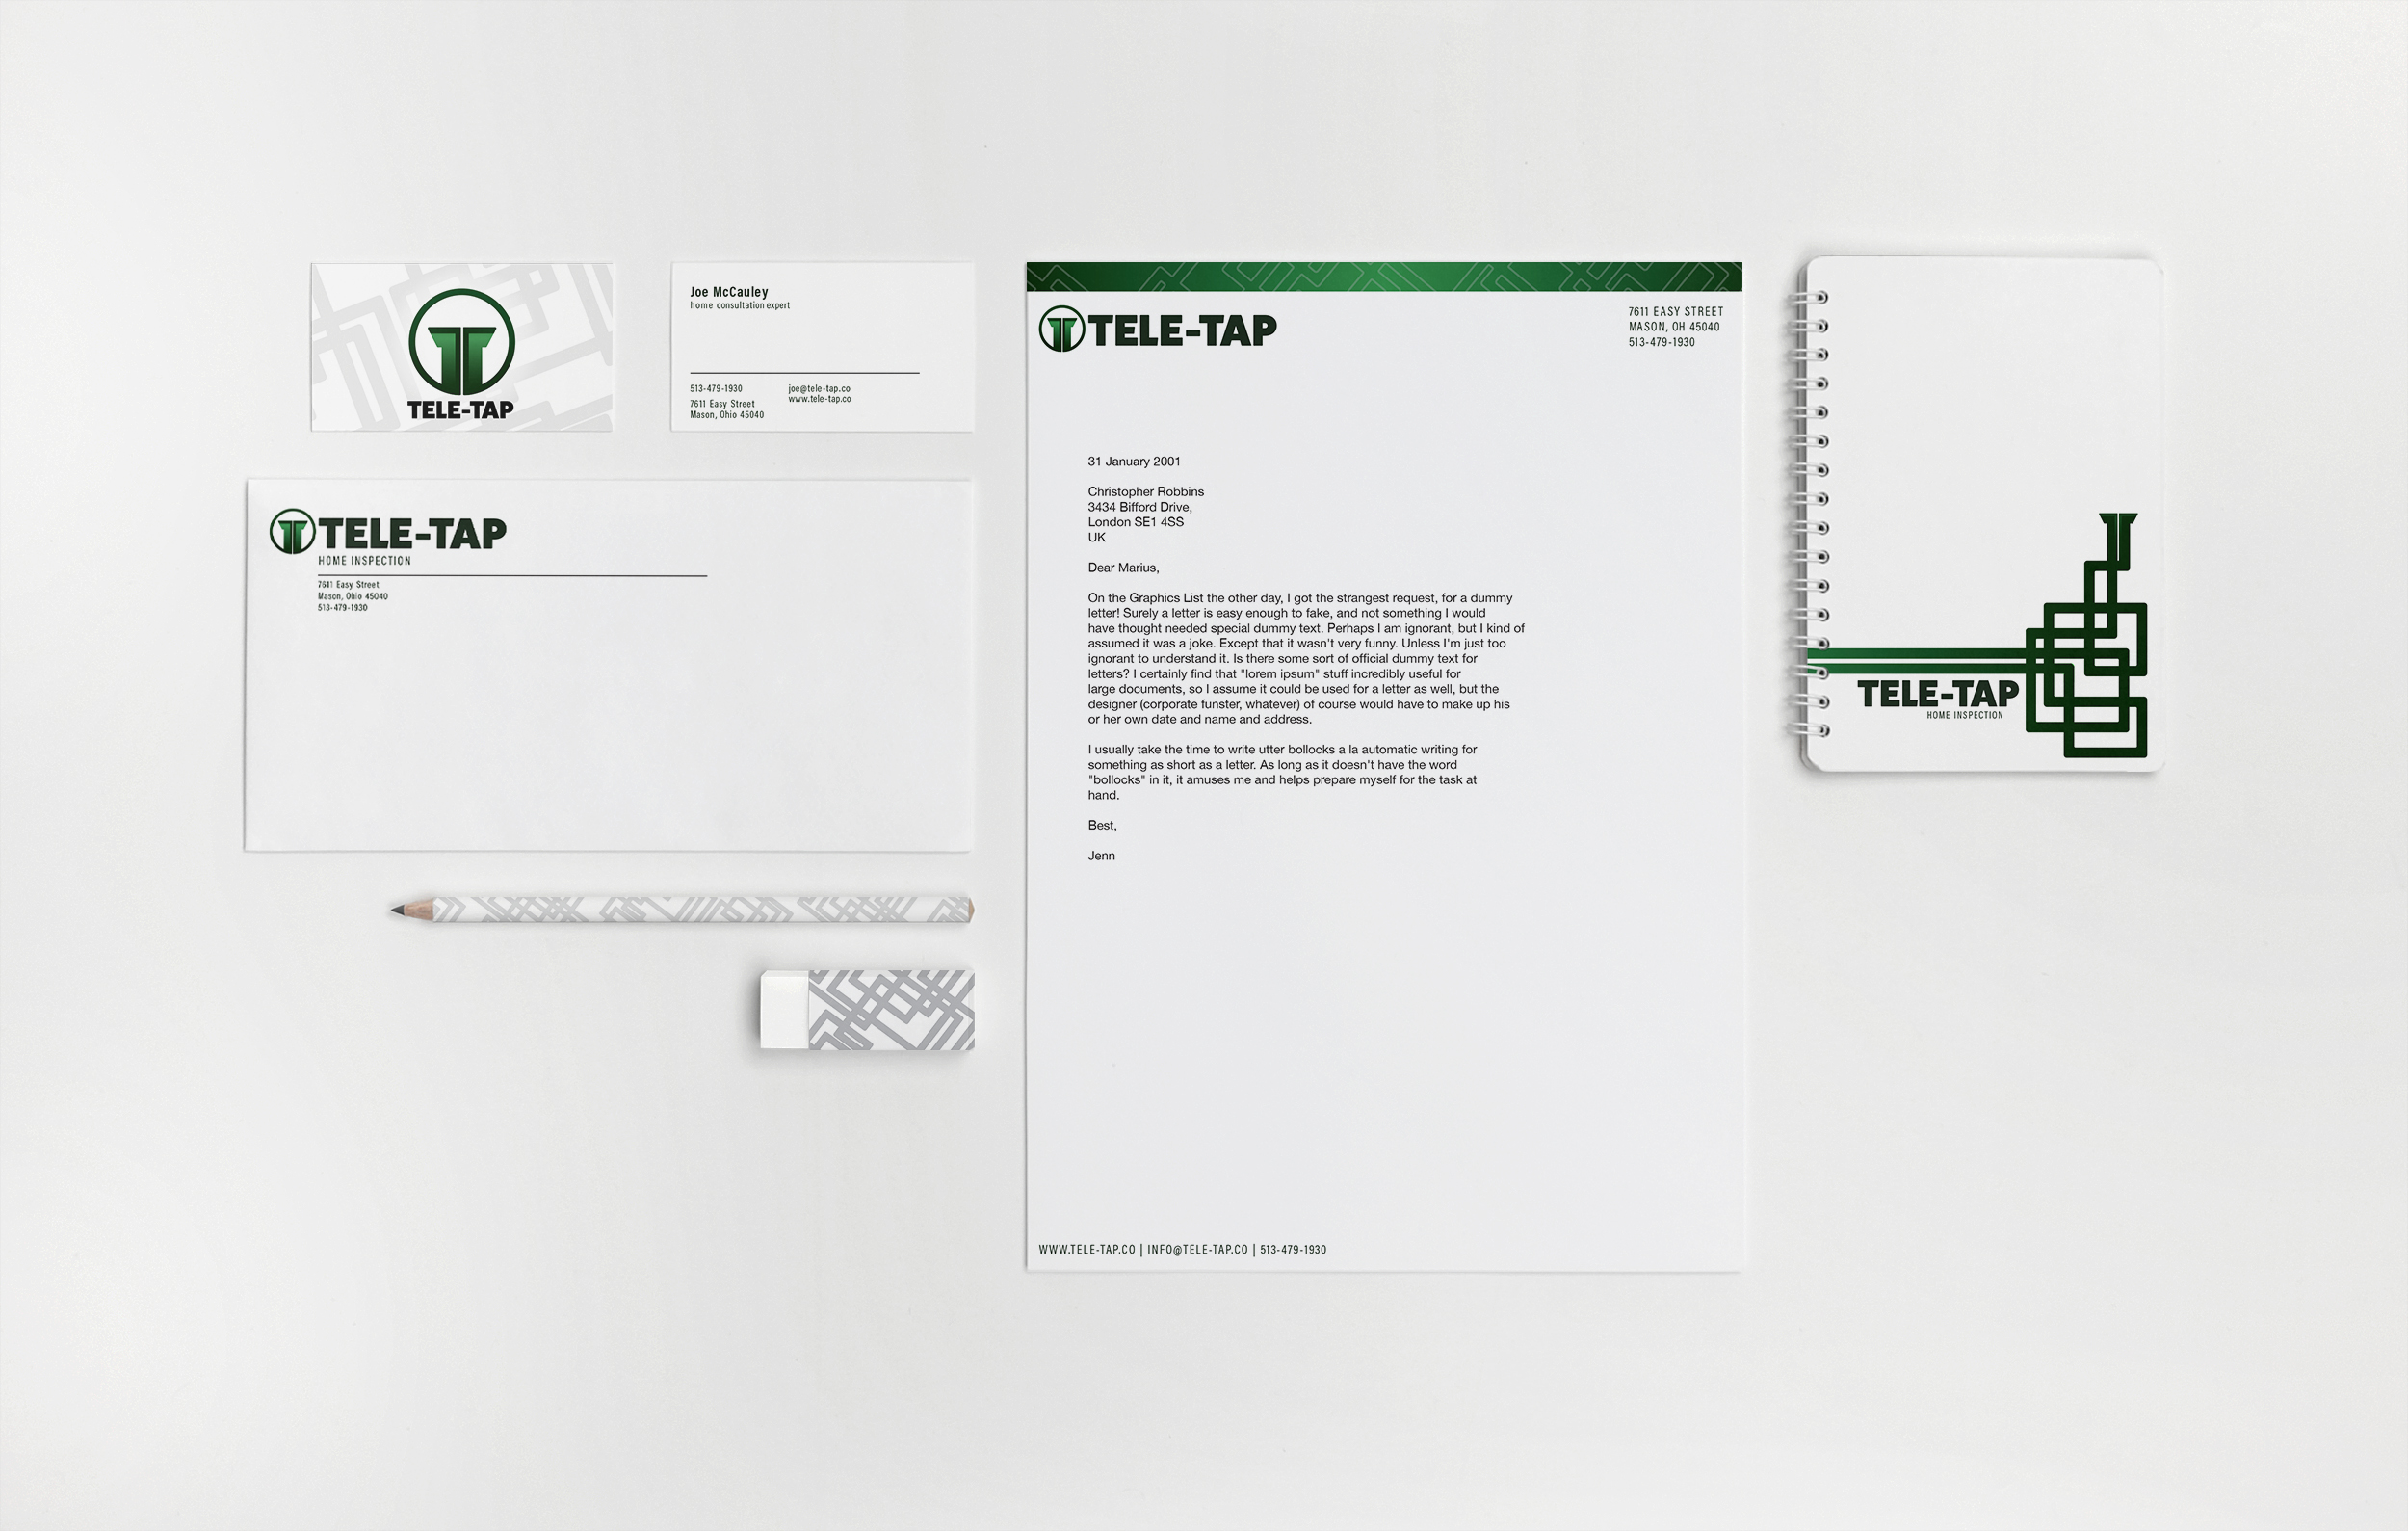 TELE-TAP
Joe McCauley
home consultation expert
513-479-1930
7611 Easy Street
Mason, Ohio 45040
joe@tele-tap.co
www.tele-tap.co
TELE-TAP
HOME INSPECTION
7611 Easy Street
Mason, Ohio 45040
513-479-1930
TELE-TAP
7611 EASY STREET
MASON, OH 45040
513-479-1930
31 January 2001
Christopher Robbins
3434 Bifford Drive,
London SE1 4SS
UK
Dear Marius,
On the Graphics List the other day, I got the strangest request, for a dummy
letter! Surely a letter is easy enough to fake, and not something I would
have thought needed special dummy text. Perhaps I am ignorant, but I kind of
assumed it was a joke. Except that it wasn't very funny. Unless I'm just too
ignorant to understand it. Is there some sort of official dummy text for
letters? I certainly find that "lorem ipsum" stuff incredibly useful for
large documents, so I assume it could be used for a letter as well, but the
designer (corporate funster, whatever) of course would have to make up his
or her own date and name and address.
I usually take the time to write utter bollocks a la automatic writing for
something as short as a letter. As long as it doesn't have the word
"bollocks" in it, it amuses me and helps prepare myself for the task at
hand.
Best,
Jenn
WWW.TELE-TAP.CO | INFO@TELE-TAP.CO | 513-479-1930
TELE-TAP
HOME INSPECTION